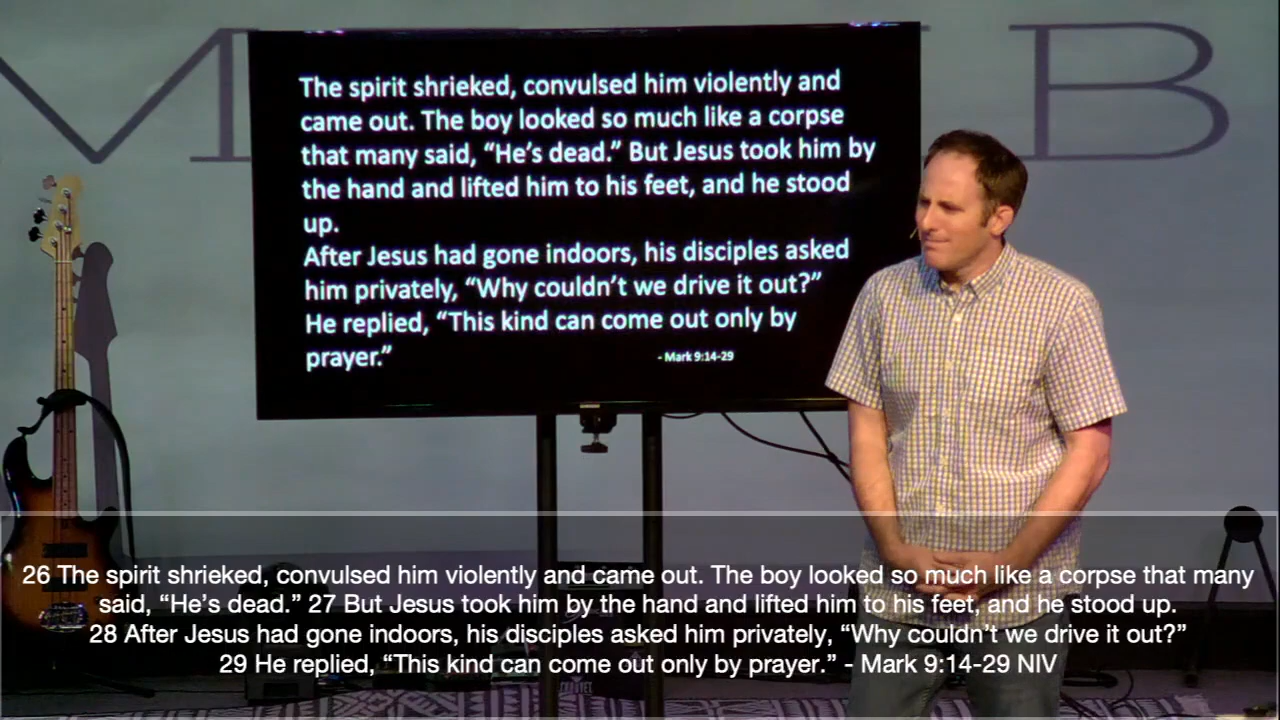 M B
The spirit shrieked, convulsed him violently and
came out. The boy looked so much like a corpse
that many said, “He’s dead.” But Jesus took him by
the hand and lifted him to his feet, and he stood
up.
After Jesus had gone indoors, his disciples asked
him privately, “Why couldn’t we drive it out?”
He replied, “This kind can come out only by
prayer.”
- Mark 9:14-29
26 The spirit shrieked, convulsed him violently and came out. The boy looked so much like a corpse that many
said, “He’s dead.” 27 But Jesus took him by the hand and lifted him to his feet, and he stood up.
28 After Jesus had gone indoors, his disciples asked him privately, “Why couldn’t we drive it out?”
29 He replied, “This kind can come out only by prayer.” - Mark 9:14-29 NIV